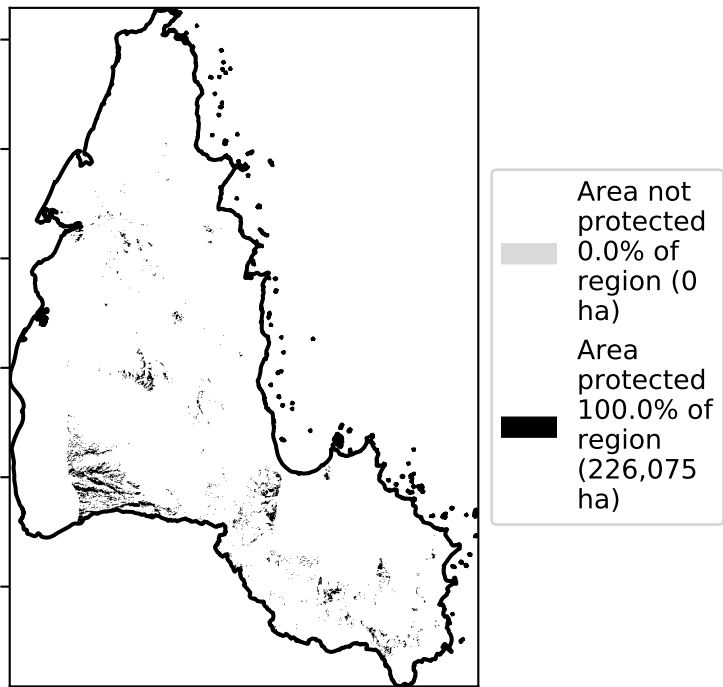 Area not
protected
0.0% of
region (0
ha)
Area
protected
100.0% of
region
(226,075
ha)